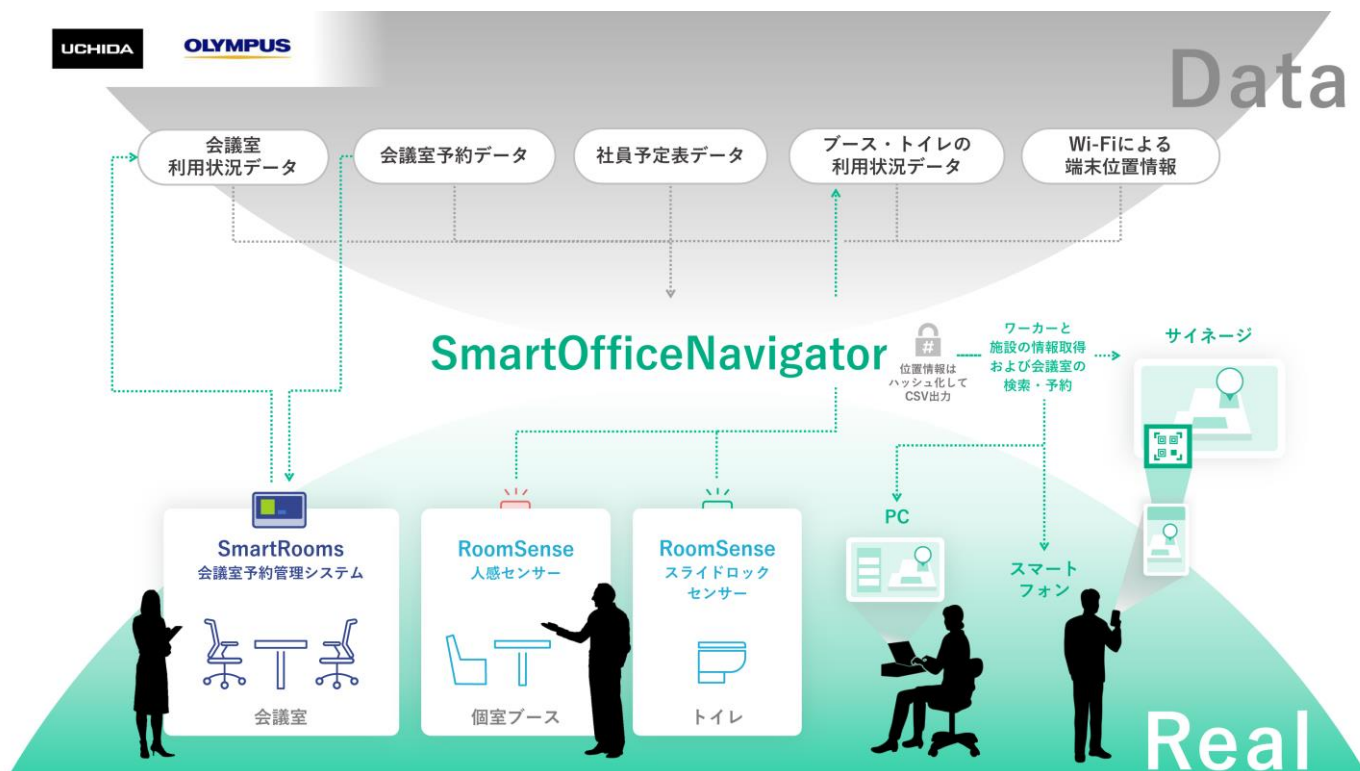 UCHIDA
OLYMPUS
Data
会議室
利用状況データ
会議室予約データ
社員予定表データ
ブース・トイレの
利用状況データ
Wi-Fiによる
端末位置情報
SmartOfficeNavigator
#
位置情報は
ハッシュ化して
CSV出力
ワーカーと
施設の情報取得
および会議室の
検索・予約
サイネージ
SmartRooms
会議室予約管理システム
会議室
RoomSense
人感センサー
個室ブース
RoomSense
スライドロック
センサー
トイレ
PC
スマート
フォン
Real